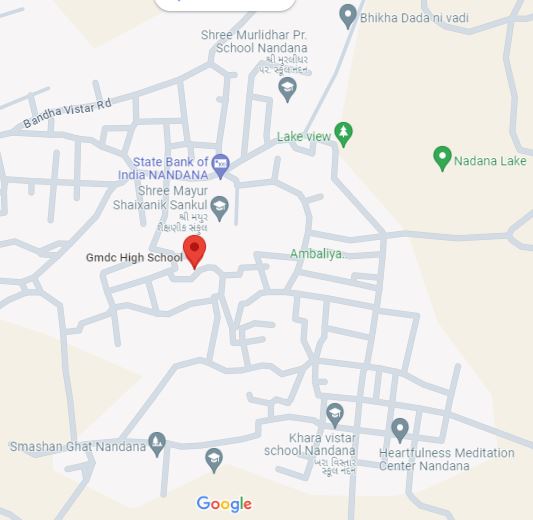 Bhikha Dada ni vadi
Shree Murlidhar Pr.
School Nandana
શ્રી મુરલીધર
પ્રા. સ્કૂલ નંદન
Bandha Vistar Rd
Lake view
Nadana Lake
State Bank of
India NANDANA
Shree Mayur
Shaixanik Sankul
શ્રી મયુર
શૈક્ષણીક સંકુલ
Gmdc High School
Ambaliya..
Khara vistar
school Nandana
ખારા વિસ્તાર
સ્કૂલ નંદન
Heartfulness Meditation
Center Nandana
Smashan Ghat Nandana
Google